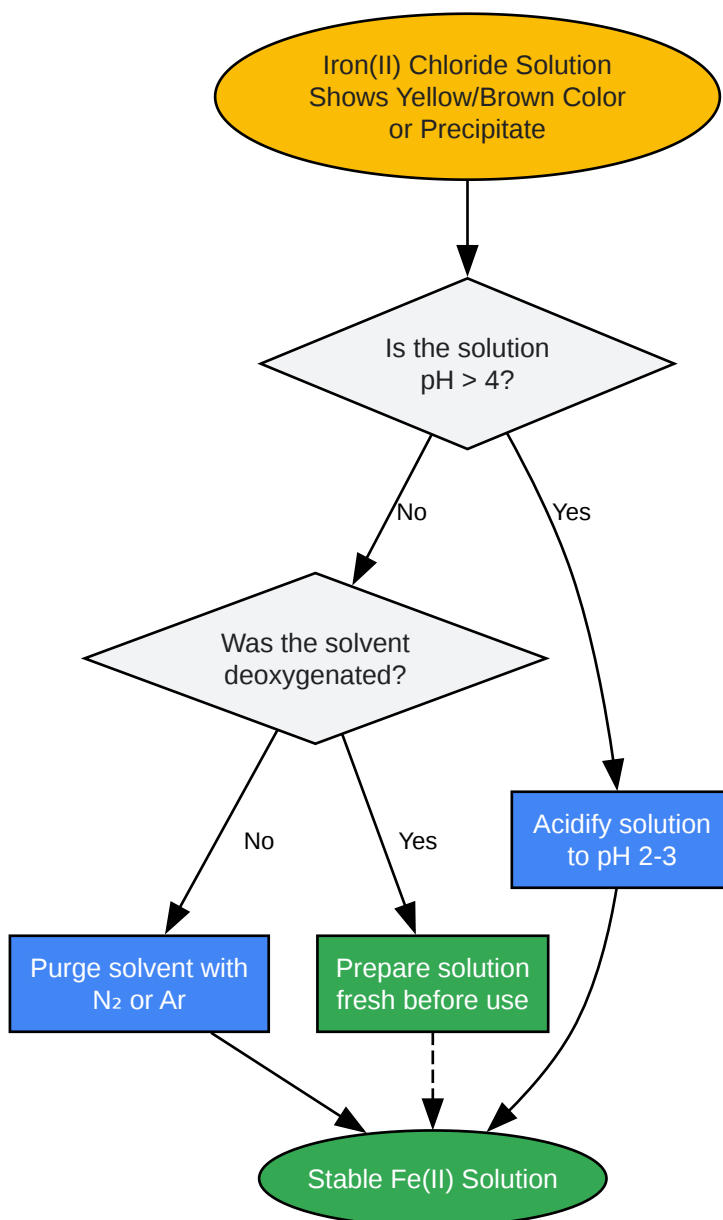 Iron(II) Chloride Solution
Shows Yellow/Brown Color
or Precipitate
Is the solution
pH > 4?
No
Yes
Was the solvent
deoxygenated?
No
Yes
Acidify solution
to pH 2-3
Purge solvent with
N₂ or Ar
Prepare solution
fresh before use
Stable Fe(II) Solution